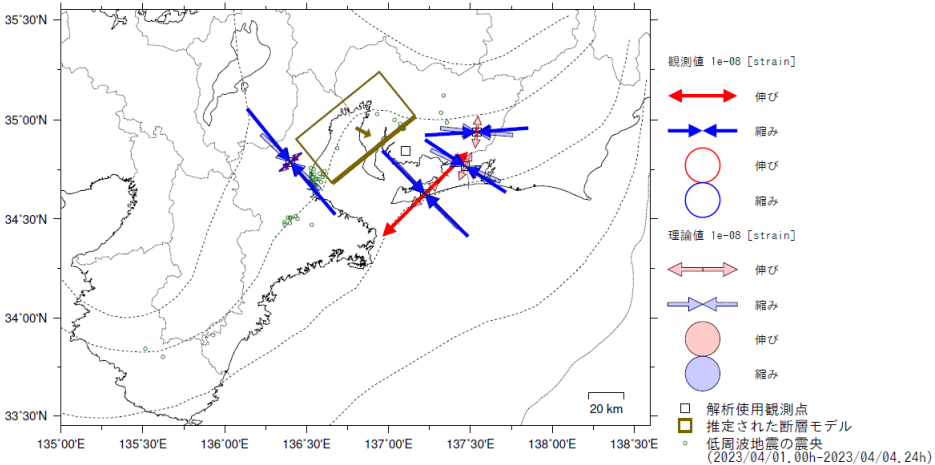 35°30'N
35°00'N
34°30'N
34°00'N
33°30'N
135°00'E
135°30'E
136°00'E
136°30'E
137°00'E
137°30'E
138°00'E
138°30'E
20 km
観測値 1e-08 [strain]
伸び
縮み
伸び
縮み
理論値 1e-08 [strain]
伸び
縮み
伸び
縮み
解析使用観測点
推定された断層モデル
低周波地震の震央
(2023/04/01.00h-2023/04/04.24h)